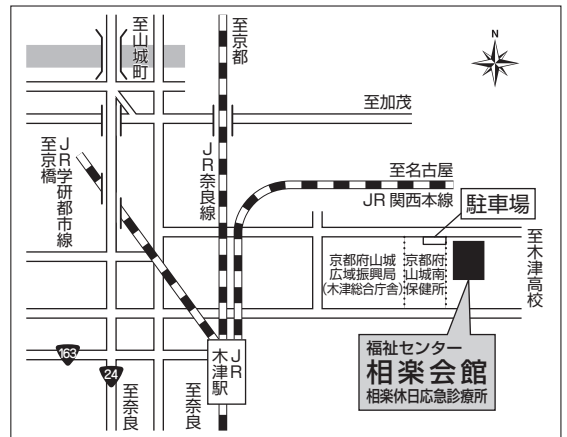 至山城町
至京都
N
至加茂
JR学研都市線
至京橋
JR奈良線
至名古屋
JR関西本線
駐車場
京都府山城
広域振興局
(木津総合庁舎)
京都府
山城南
保健所
至木津高校
163
24
至奈良
JR
木津駅
至奈良
福祉センター
相楽会館
相楽休日応急診療所